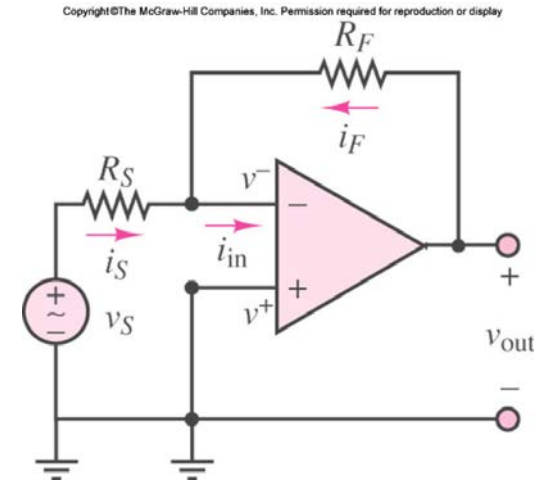 Copyright©The McGraw-Hill Companies, Inc. Permission required for reproduction or display
R_F
i_F
R_S
v^-
−
i_S
i_in
+
v^+
+
~
−
v_S
+
v_out
−